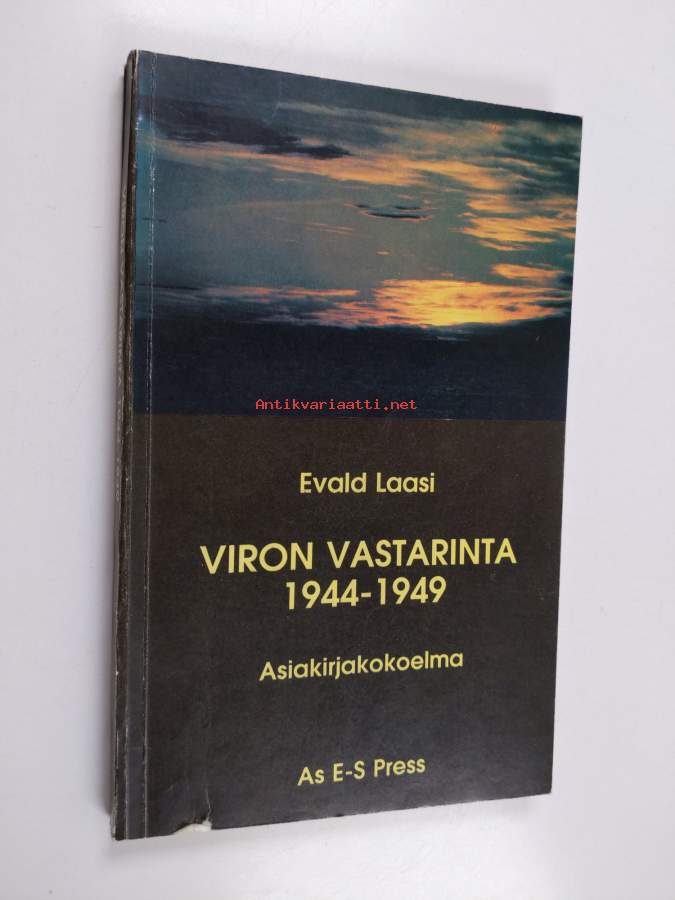 Antikvariaatti.net
Evald Laasi
VIRON VASTARINTA
1944-1949
Asiakirjakokoelma
As E-S Press